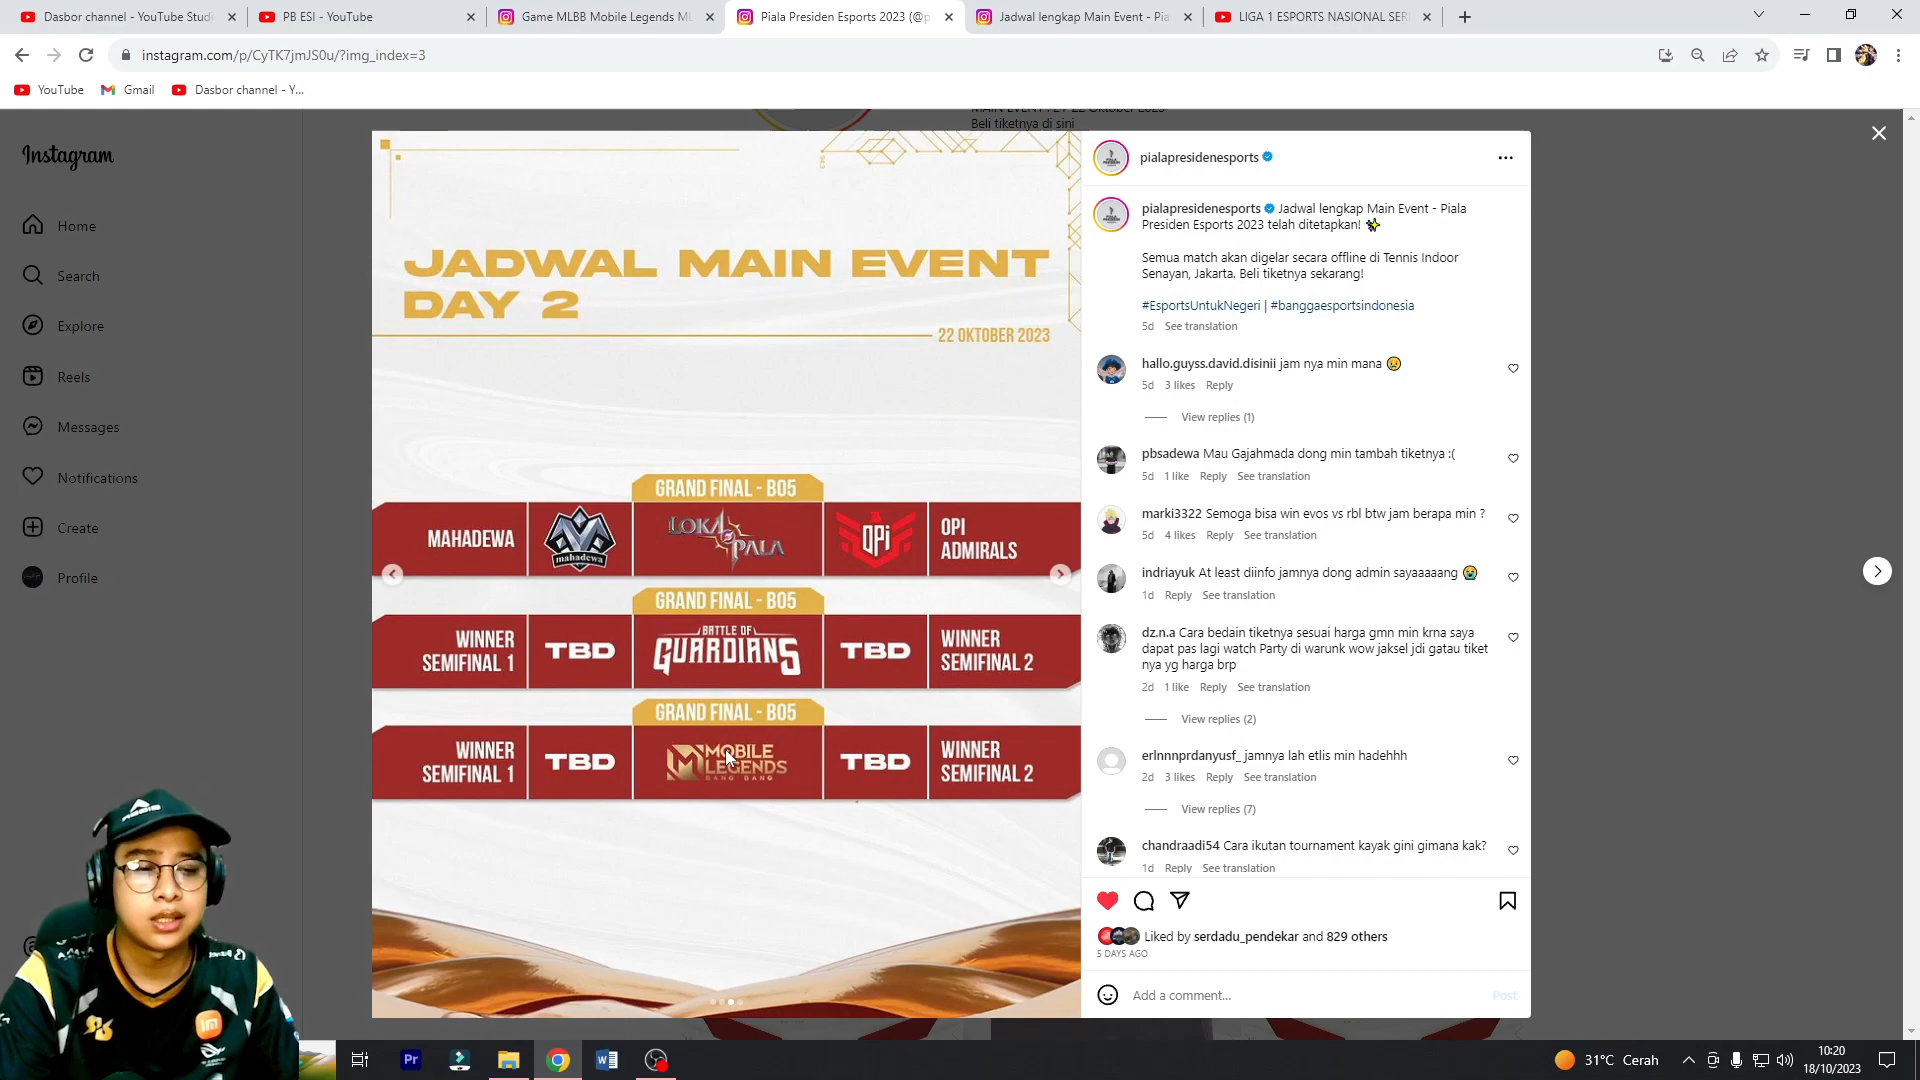 Dasbor channel - YouTube Studi
PB ESI - YouTube
Game MLBB Mobile Legends ML
Piala Presiden Esports 2023 (@p
Jadwal lengkap Main Event - Pia
LIGA 1 ESPORTS NASIONAL SER
instagram.com/p/CyTK7jmJS0u/?img_index=3
YouTube
Gmail
Dasbor channel - Y...
MAIN EVENT : 21-22 Oktober 2023
Beli tiketnya di sini
Instagram
Home
Search
Explore
Reels
Messages
Notifications
Create
Profile
JADWAL MAIN EVENT
DAY 2
22 OKTOBER 2023
GRAND FINAL - BO5
MAHADEWA
mahadewa
LOKAPALA
OPI
OPI
ADMIRALS
GRAND FINAL - BO5
WINNER
SEMIFINAL 1
TBD
BATTLE OF
GUARDIANS
TBD
WINNER
SEMIFINAL 2
GRAND FINAL - BO5
WINNER
SEMIFINAL 1
TBD
MOBILE
LEGENDS
BANG BANG
TBD
WINNER
SEMIFINAL 2
pialapresidenesports
pialapresidenesports Jadwal lengkap Main Event - Piala
Presiden Esports 2023 telah ditetapkan! ✨
Semua match akan digelar secara offline di Tennis Indoor
Senayan, Jakarta. Beli tiketnya sekarang!
#EsportsUntukNegeri | #banggaesportsindonesia
5d See translation
hallo.guyss.david.disinii jam nya min mana 😢
5d 3 likes Reply
View replies (1)
pbsadewa Mau Gajahmada dong min tambah tiketnya :(
5d 1 like Reply See translation
marki3322 Semoga bisa win evos vs rbl btw jam berapa min ?
5d 4 likes Reply See translation
indriayuk At least diinfo jamnya dong admin sayaaaaang 😭
1d Reply See translation
dz.n.a Cara bedain tiketnya sesuai harga gmn min krna saya
dapat pas lagi watch Party di warunk wow jaksel jdi gatau tiket
nya yg harga brp
2d 1 like Reply See translation
View replies (2)
erlnnnprdanyusf_ jamnya lah etlis min hadehhh
2d 3 likes Reply See translation
View replies (7)
chandraadi54 Cara ikutan tournament kayak gini gimana kak?
1d Reply See translation
Liked by serdadu_pendekar and 829 others
5 DAYS AGO
Add a comment...
Post
Pr
31°C Cerah
10:20
18/10/2023